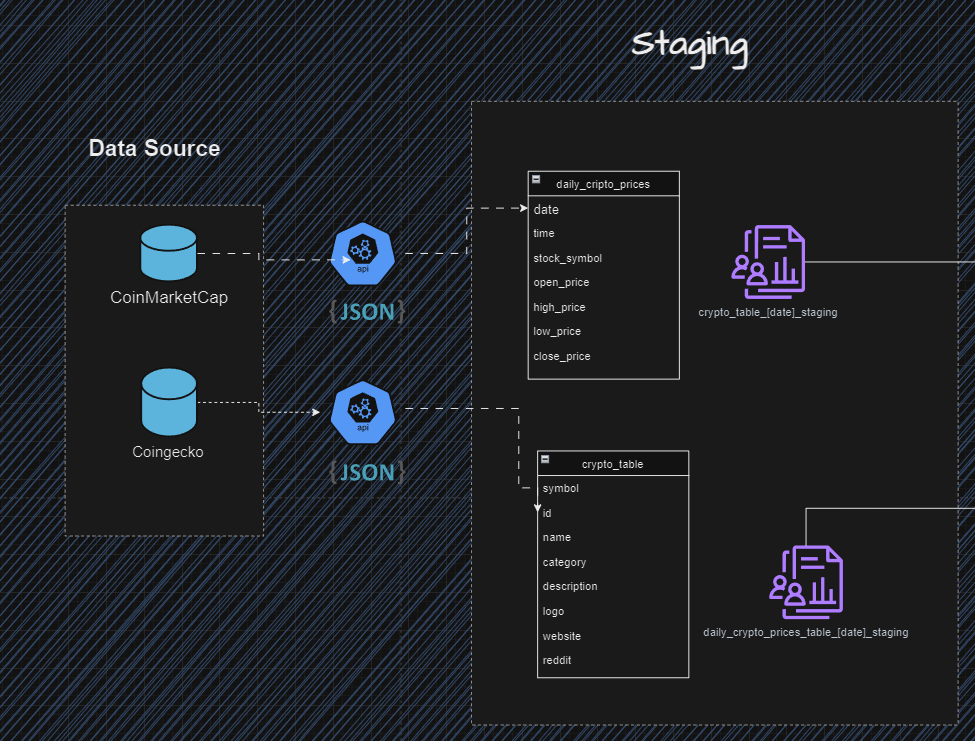 Staging
Data Source
daily_cripto_prices
date
time
stock_symbol
open_price
high_price
low_price
close_price
CoinMarketCap
api
{JSON}
crypto_table_[date]_staging
Coingecko
api
{JSON}
crypto_table
symbol
id
name
category
description
logo
website
reddit
daily_crypto_prices_table_[date]_staging